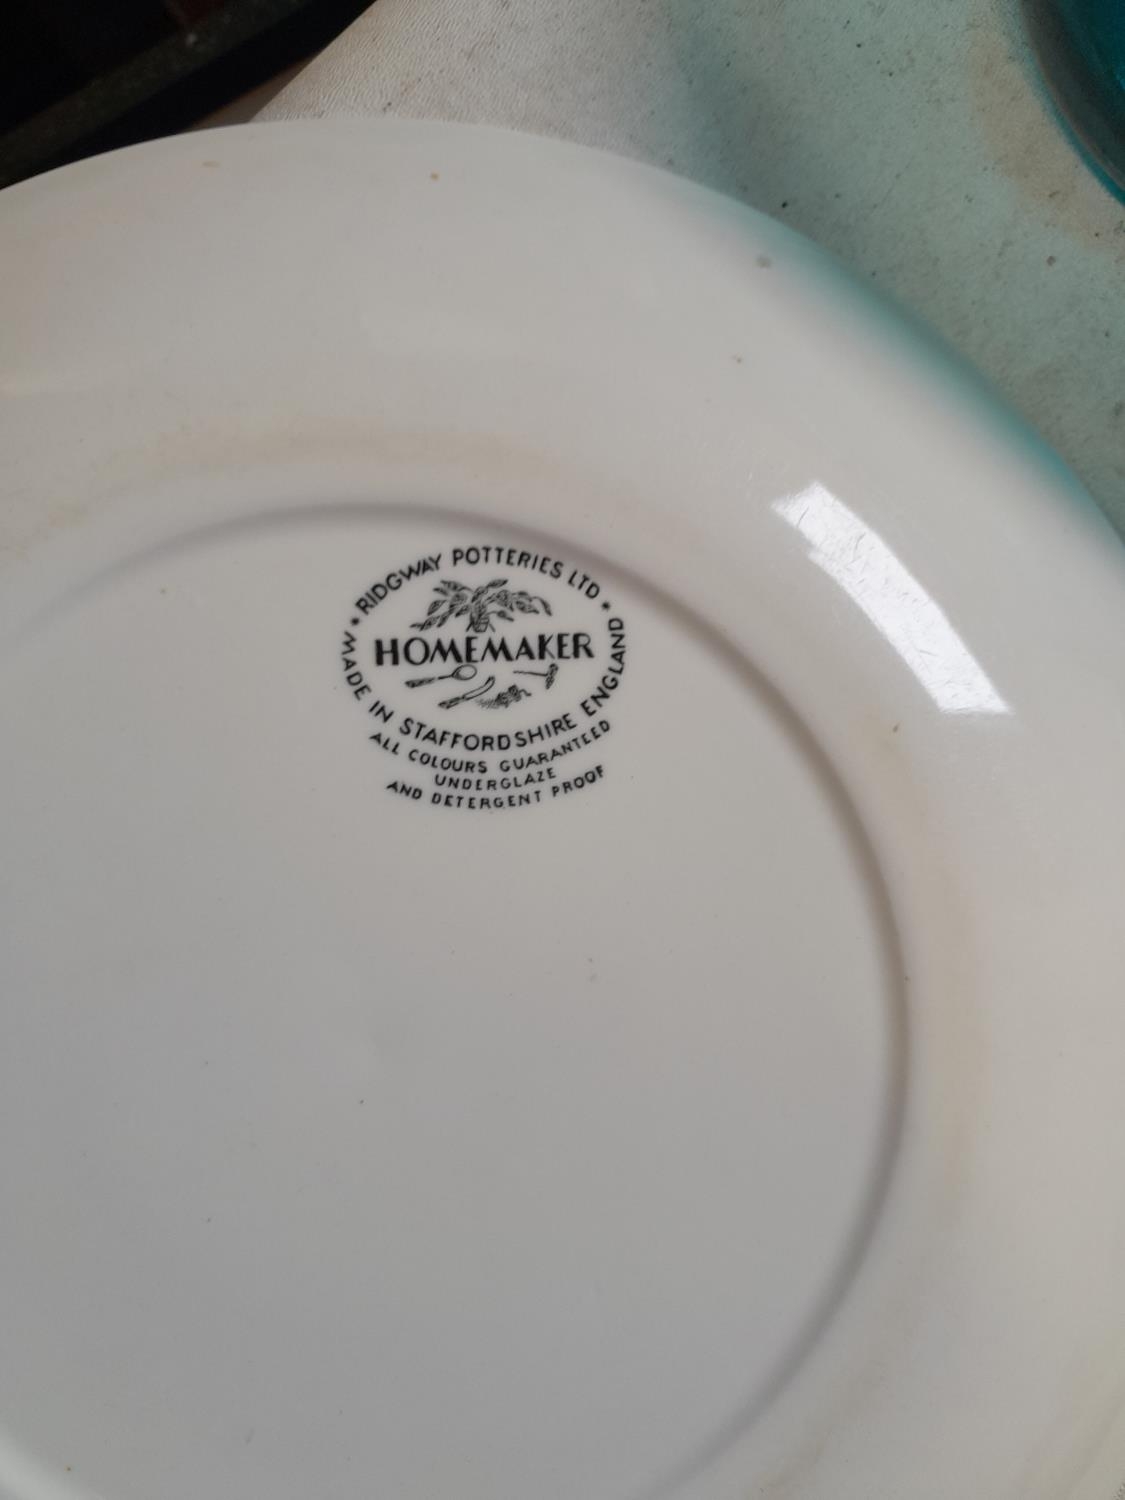 RIDGWAY POTTERIES LTD
HOMEMAKER
MADE IN STAFFORDSHIRE ENGLAND
ALL COLOURS GUARANTEED
UNDERGLAZE
AND DETERGENT PROOF